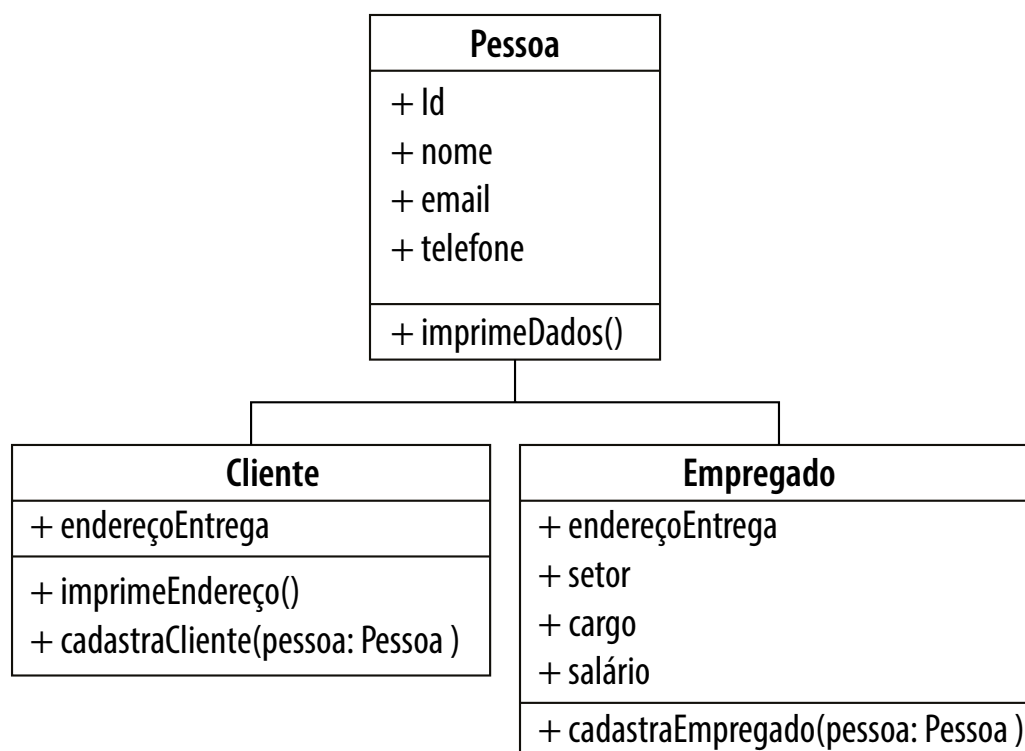 Pessoa
+ Id
+ nome
+ email
+ telefone
+ imprimeDados()
Cliente
+ endereçoEntrega
+ imprimeEndereço()
+ cadastraCliente(pessoa: Pessoa )
Empregado
+ endereçoEntrega
+ setor
+ cargo
+ salário
+ cadastraEmpregado(pessoa: Pessoa )